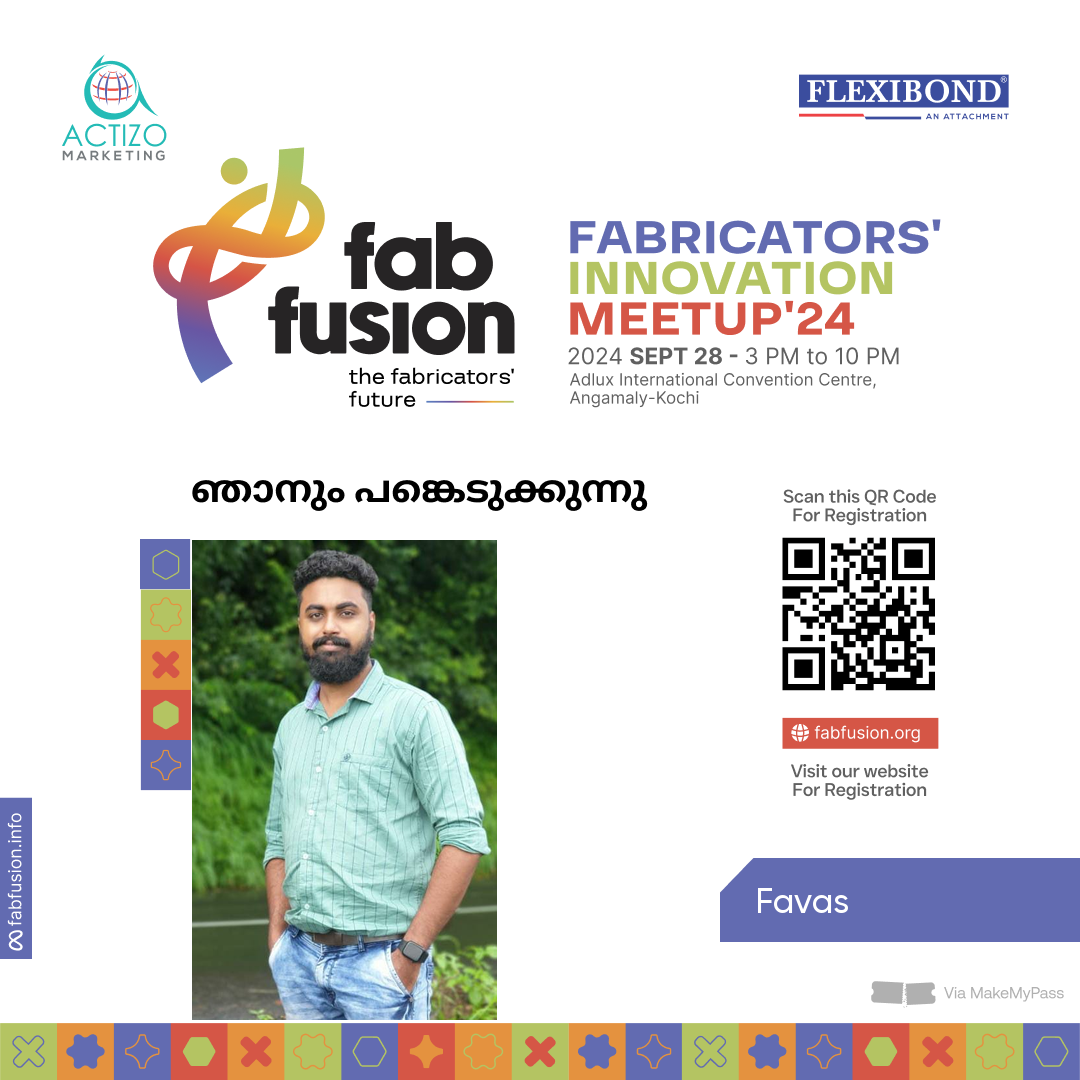 ACTIZO
MARKETING
FLEXIBOND®
AN ATTACHMENT
fab
fusion
the fabricators'
future
FABRICATORS'
INNOVATION
MEETUP'24
2024 SEPT 28 - 3 PM to 10 PM
Adlux International Convention Centre,
Angamaly-Kochi
ഞാനും പങ്കെടുക്കുന്നു
Scan this QR Code
For Registration
fabfusion.org
Visit our website
For Registration
fabfusion.info
Favas
Via MakeMyPass